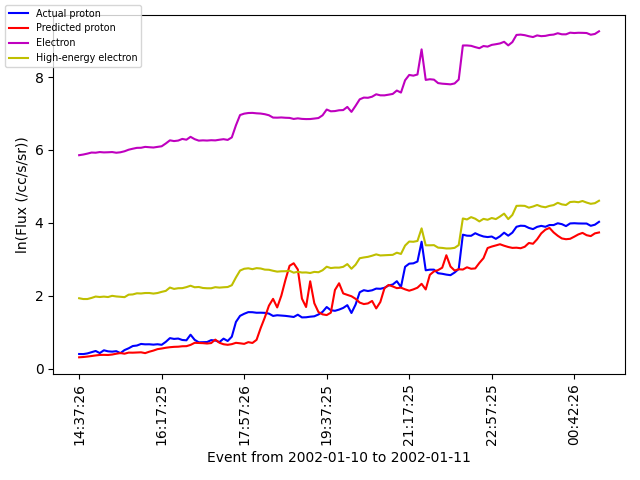 Actual proton
Predicted proton
Electron
High-energy electron
ln(Flux (/cc/s/sr))
8
6
4
2
0
14:37:26
16:17:25
17:57:26
19:37:25
21:17:25
22:57:25
00:42:26
Event from 2002-01-10 to 2002-01-11